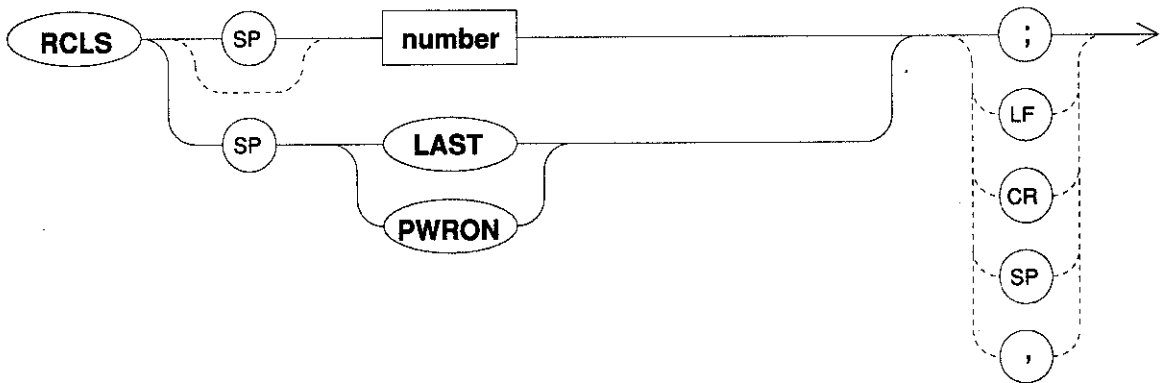 RCLS SP number ;
SP LAST LF
PWRON CR
SP
,